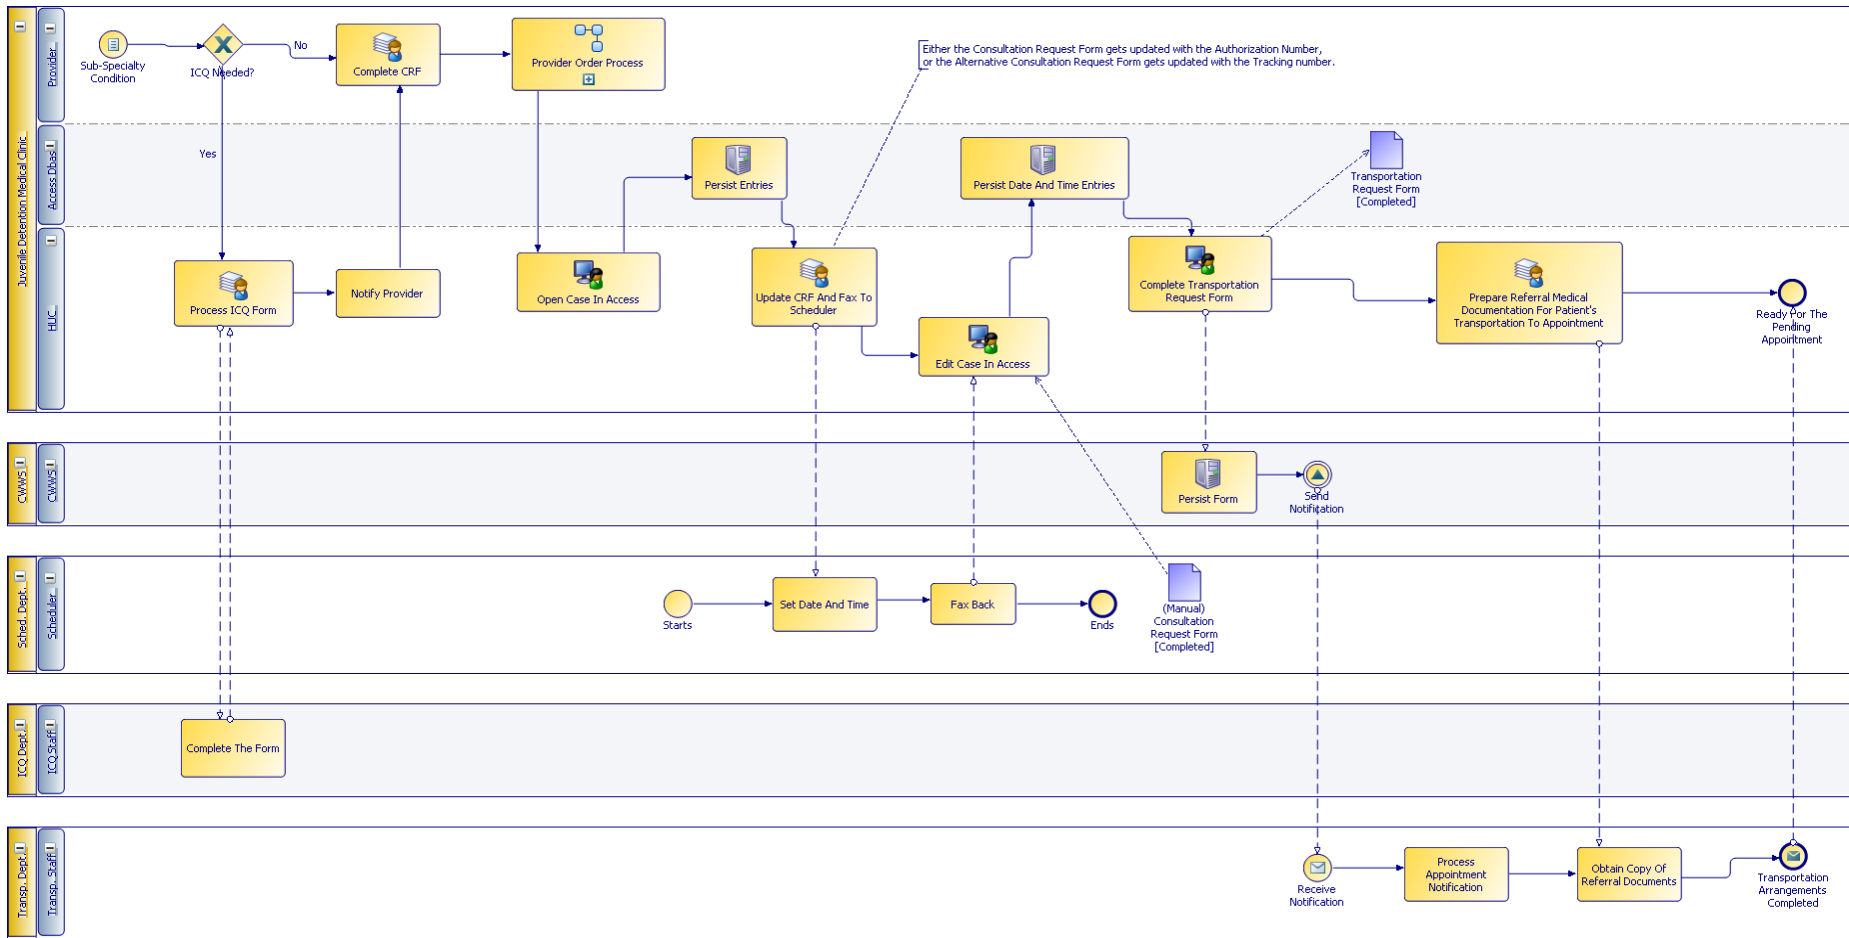 Juvenile Detention Medical Clinic
Provider
Sub-Specialty
Condition
ICQ Needed?
No
Yes
Complete CRF
Provider Order Process
Either the Consultation Request Form gets updated with the Authorization Number,
or the Alternative Consultation Request Form gets updated with the Tracking number.
Access Dbas
Persist Entries
Persist Date And Time Entries
Transportation
Request Form
[Completed]
HUC
Process ICQ Form
Notify Provider
Open Case In Access
Update CRF And Fax To
Scheduler
Edit Case In Access
Complete Transportation
Request Form
Prepare Referral Medical
Documentation For Patient's
Transportation To Appointment
Ready For The
Pending
Appointment
CWWS
CWWS
Persist Form
Send
Notification
Sched. Dept.
Scheduler
Starts
Set Date And Time
Fax Back
Ends
(Manual)
Consultation
Request Form
[Completed]
ICQ Dept.
ICQ Staff
Complete The Form
Transp. Dept.
Transp. Staff
Receive
Notification
Process
Appointment
Notification
Obtain Copy Of
Referral Documents
Transportation
Arrangements
Completed